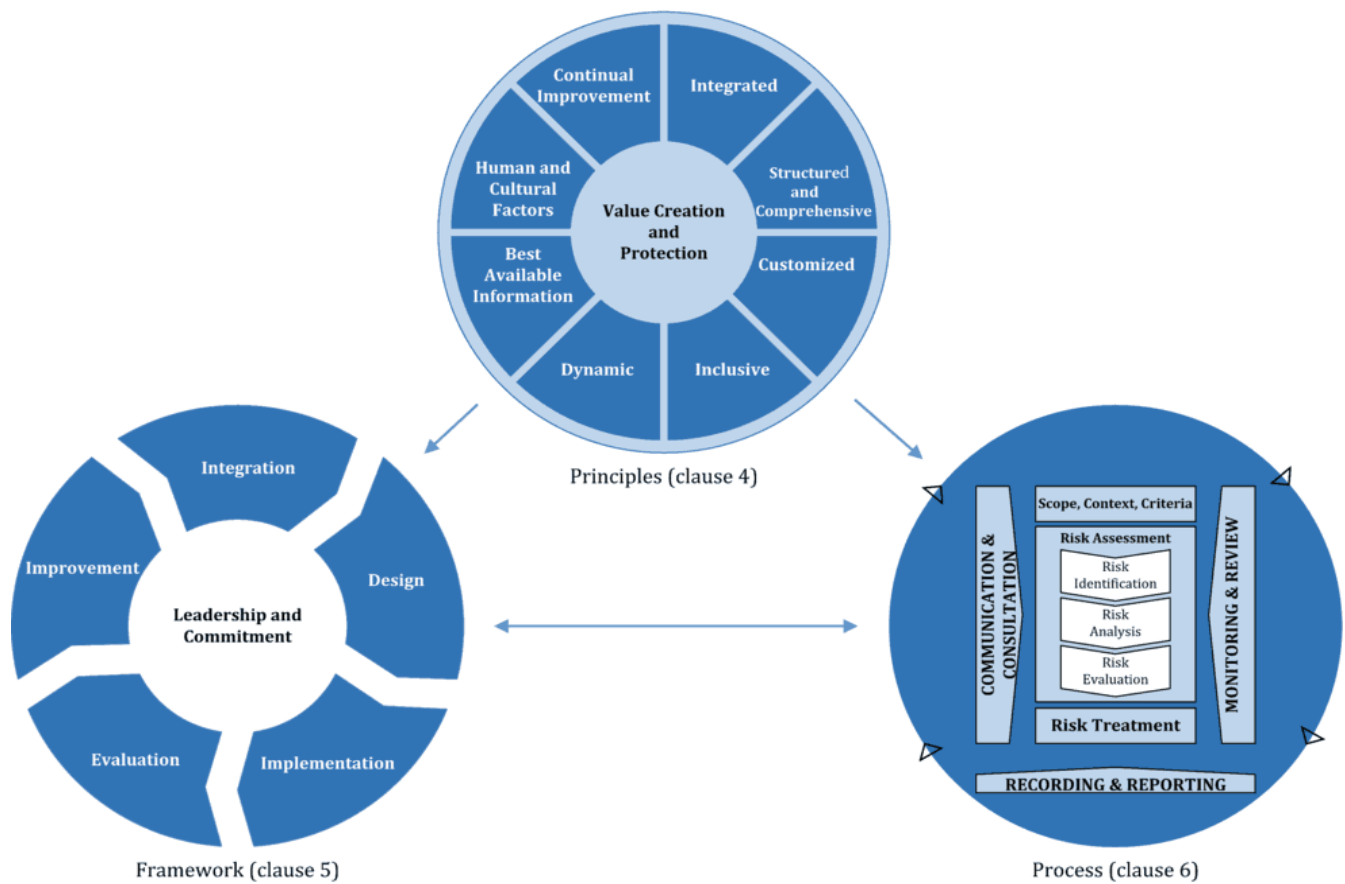 Continual
Improvement
Integrated
Structured
and
Comprehensive
Customized
Inclusive
Dynamic
Best
Available
Information
Human and
Cultural
Factors
Value Creation
and
Protection
Principles (clause 4)
Integration
Design
Implementation
Evaluation
Improvement
Leadership and
Commitment
Framework (clause 5)
Scope, Context, Criteria
Risk Assessment
Risk
Identification
Risk
Analysis
Risk
Evaluation
Risk Treatment
COMMUNICATION &
CONSULTATION
MONITORING & REVIEW
RECORDING & REPORTING
Process (clause 6)